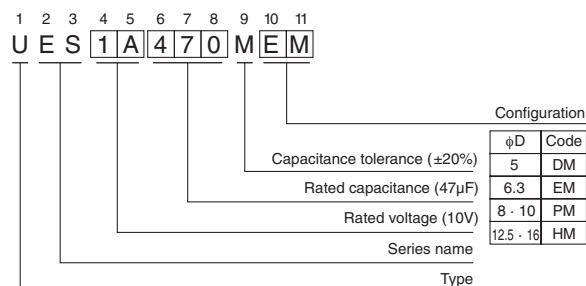 1 2 3 4 5 6 7 8 9 10 11
U E S 1 A 4 7 0 M E M
Configuration
φD Code
5 DM
6.3 EM
8 · 10 PM
12.5 · 16 HM
Capacitance tolerance (±20%)
Rated capacitance (47µF)
Rated voltage (10V)
Series name
Type